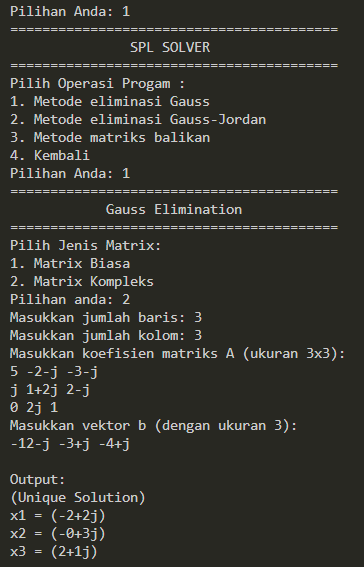 Pilihan Anda: 1
=========================================
SPL SOLVER
=========================================
Pilih Operasi Progam :
1. Metode eliminasi Gauss
2. Metode eliminasi Gauss-Jordan
3. Metode matriks balikan
4. Kembali
Pilihan Anda: 1
=========================================
Gauss Elimination
=========================================
Pilih Jenis Matrix:
1. Matrix Biasa
2. Matrix Kompleks
Pilihan anda: 2
Masukkan jumlah baris: 3
Masukkan jumlah kolom: 3
Masukkan koefisien matriks A (ukuran 3x3):
5 -2-j -3-j
j 1+2j 2-j
0 2j 1
Masukkan vektor b (dengan ukuran 3):
-12-j -3+j -4+j
Output:
(Unique Solution)
x1 = (-2+2j)
x2 = (-0+3j)
x3 = (2+1j)